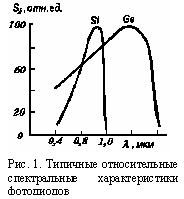 Sλ, отн.ед.
Si Ge
100
60
20
0
0,4 0,8 1,0 λ, мкм
Рис. 1. Типичные относительные
спектральные характеристики
фотодиодов